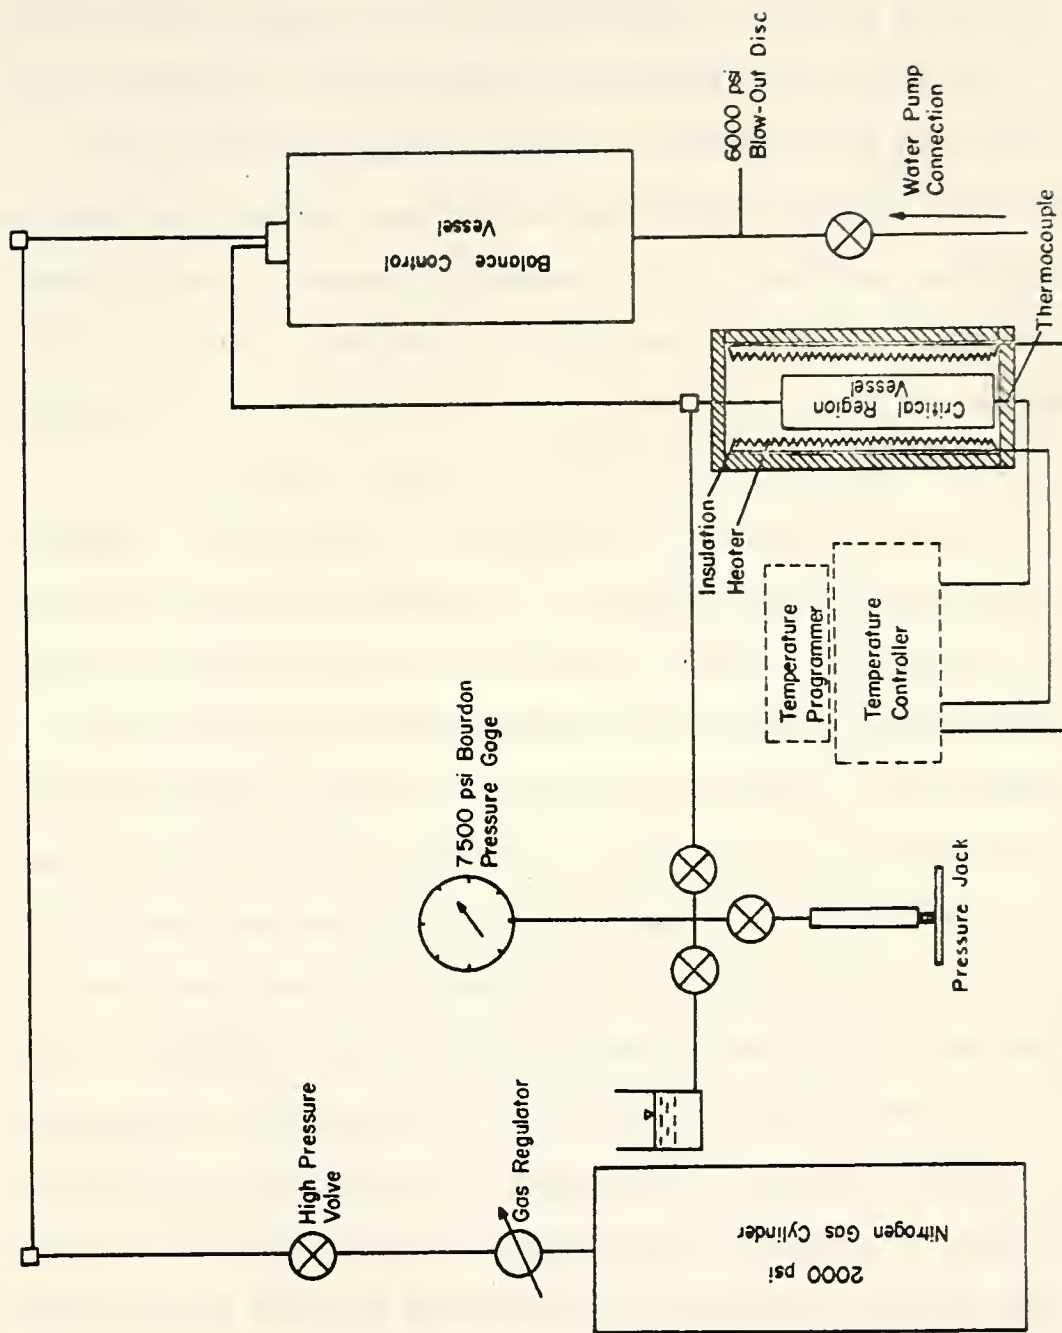 2000 psi
Nitrogen Gas Cylinder
Gas Regulator
High Pressure
Valve
7500 psi Bourdon
Pressure Gage
Pressure Jack
Temperature
Programmer
Temperature
Controller
Insulation
Heater
Critical Region
Vessel
Thermocouple
Balance Control
Vessel
6000 psi
Blow-Out Disc
Water Pump
Connection